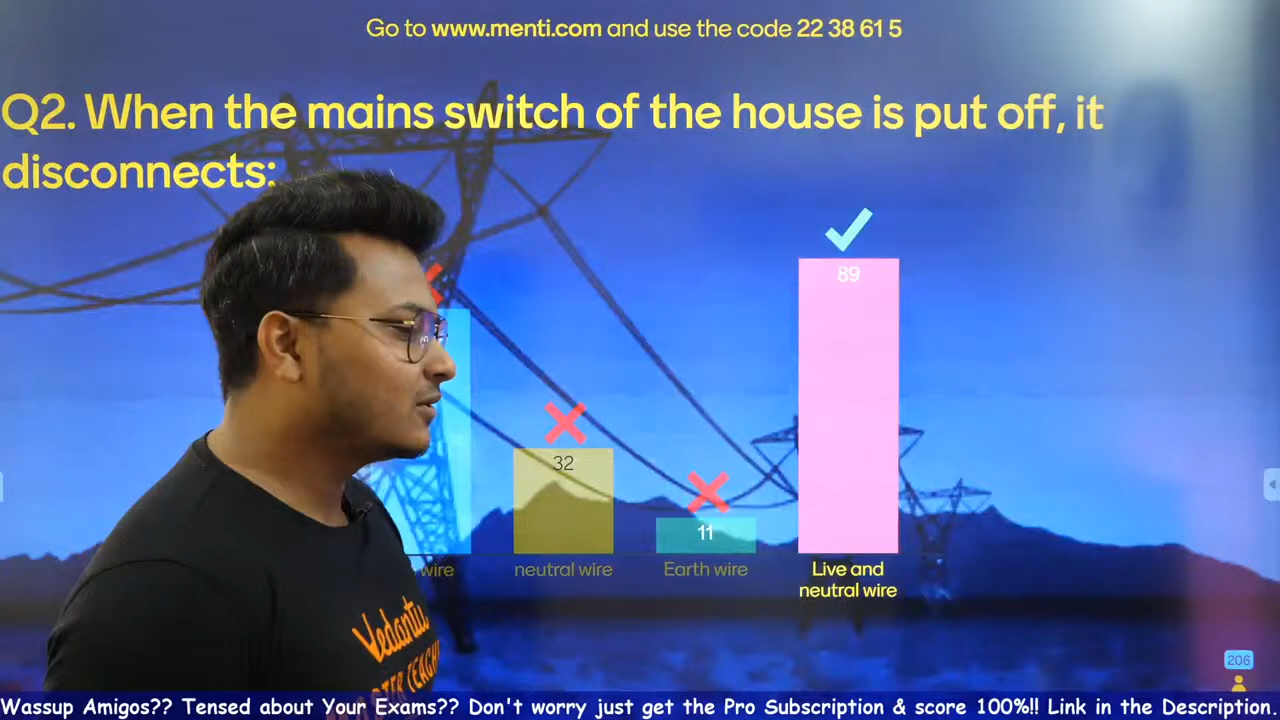 Go to www.menti.com and use the code 22 38 61 5
Q2. When the mains switch of the house is put off, it
disconnects:
89
32
11
wire
neutral wire
Earth wire
Live and
neutral wire
Vedantu
TEACH
206
Wassup Amigos?? Tensed about Your Exams?? Don't worry just get the Pro Subscription & score 100%!! Link in the Description.